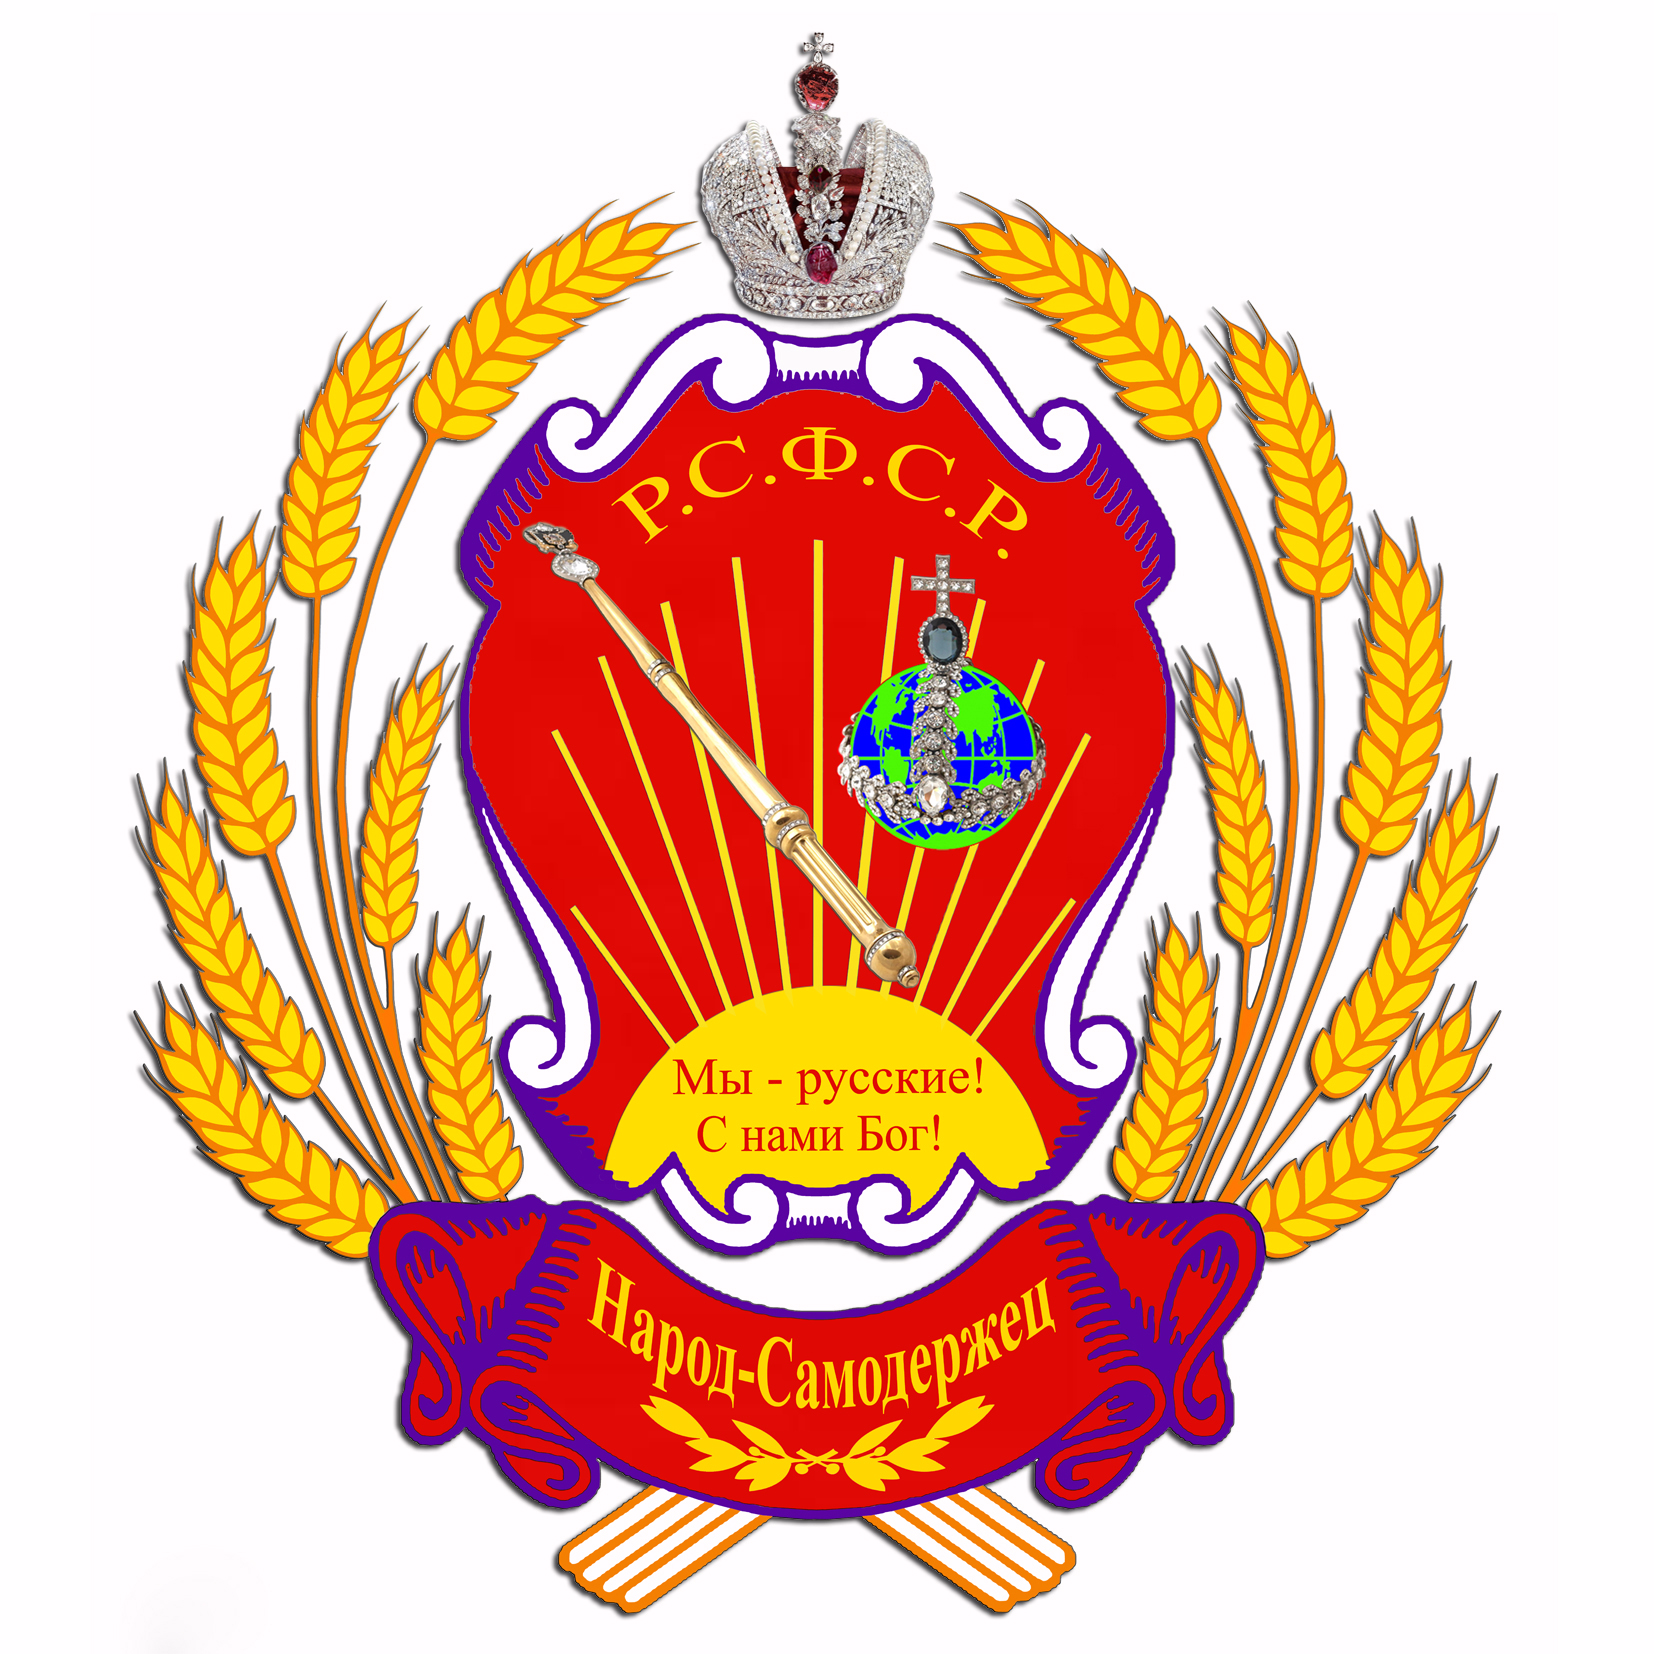 Р.С.Ф.С.Р.
Мы - русские!
С нами Бог!
Народ-Самодержец